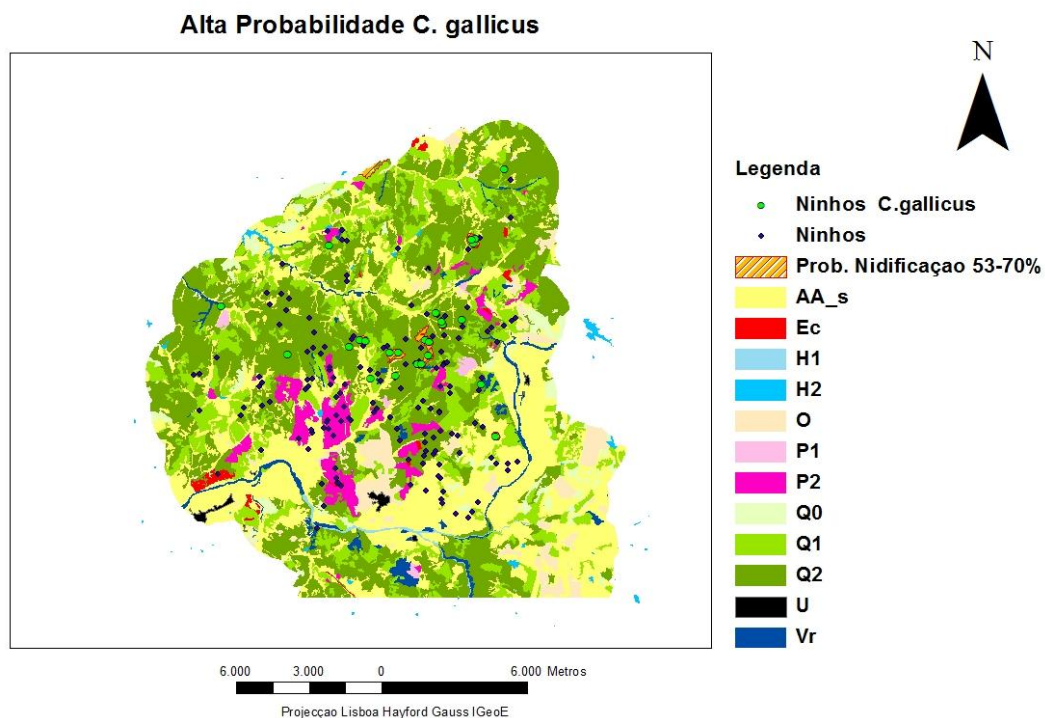 Alta Probabilidade C. gallicus
N
Legenda
Ninhos C.gallicus
Ninhos
Prob. Nidificaçao 53-70%
AA_s
Ec
H1
H2
O
P1
P2
Q0
Q1
Q2
U
Vr
6.000 3.000 0 6.000 Metros
Projecçao Lisboa Hayford Gauss IGeoE